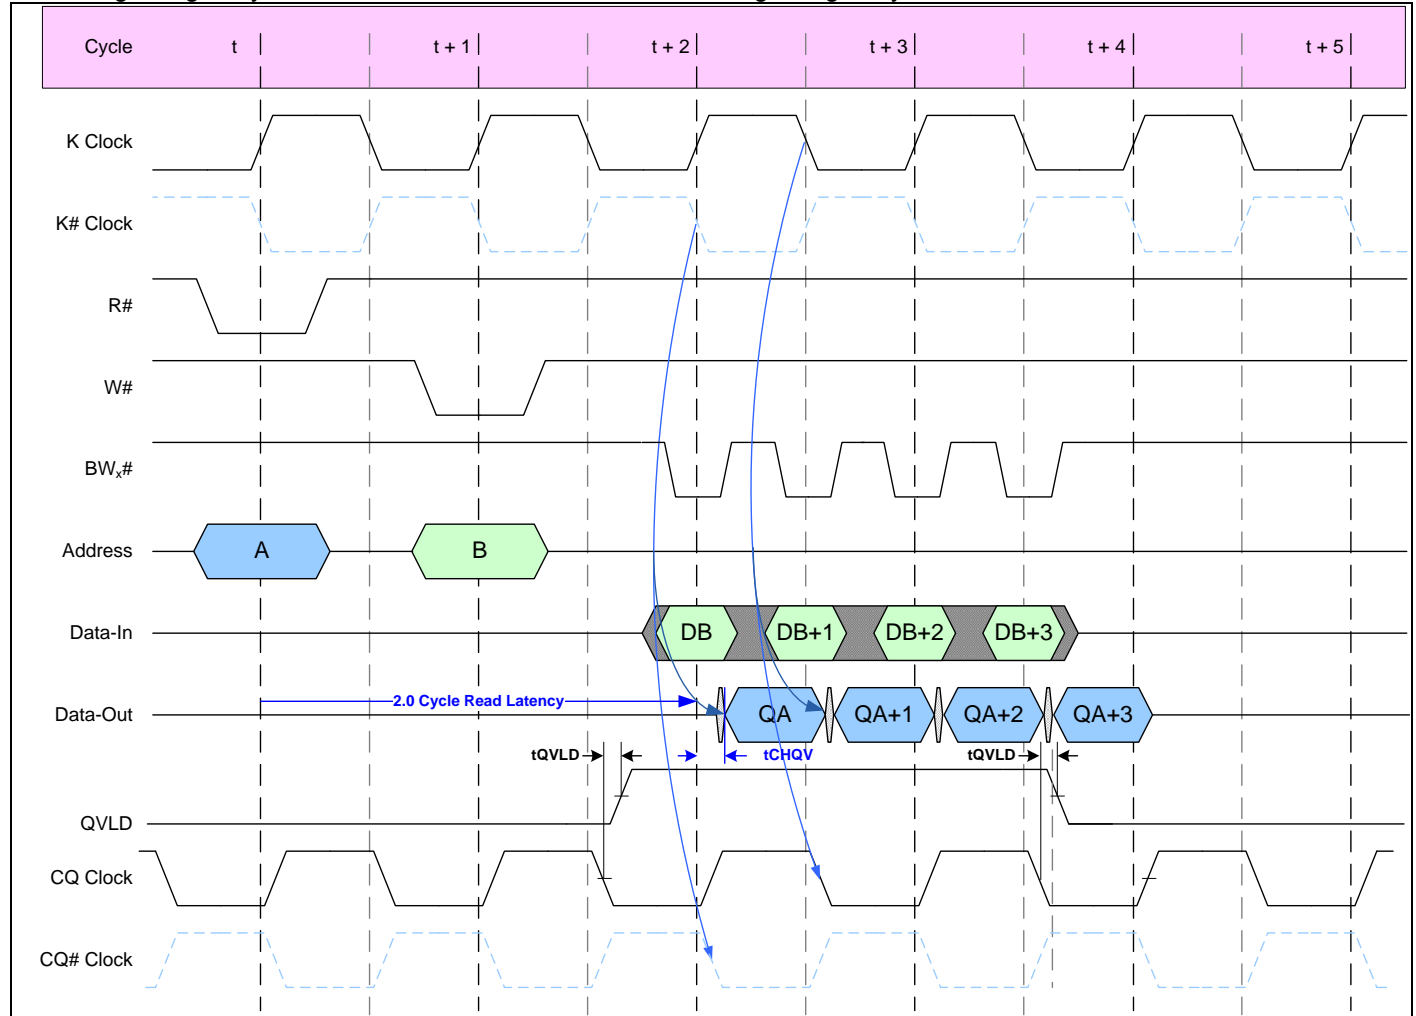 Cycle t t + 1 t + 2 t + 3 t + 4 t + 5
K Clock
K# Clock
R#
W#
BWx#
Address A B
Data-In DB DB+1 DB+2 DB+3
2.0 Cycle Read Latency
Data-Out QA QA+1 QA+2 QA+3
tQVLD tCHQV tQVLD
QVLD
CQ Clock
CQ# Clock